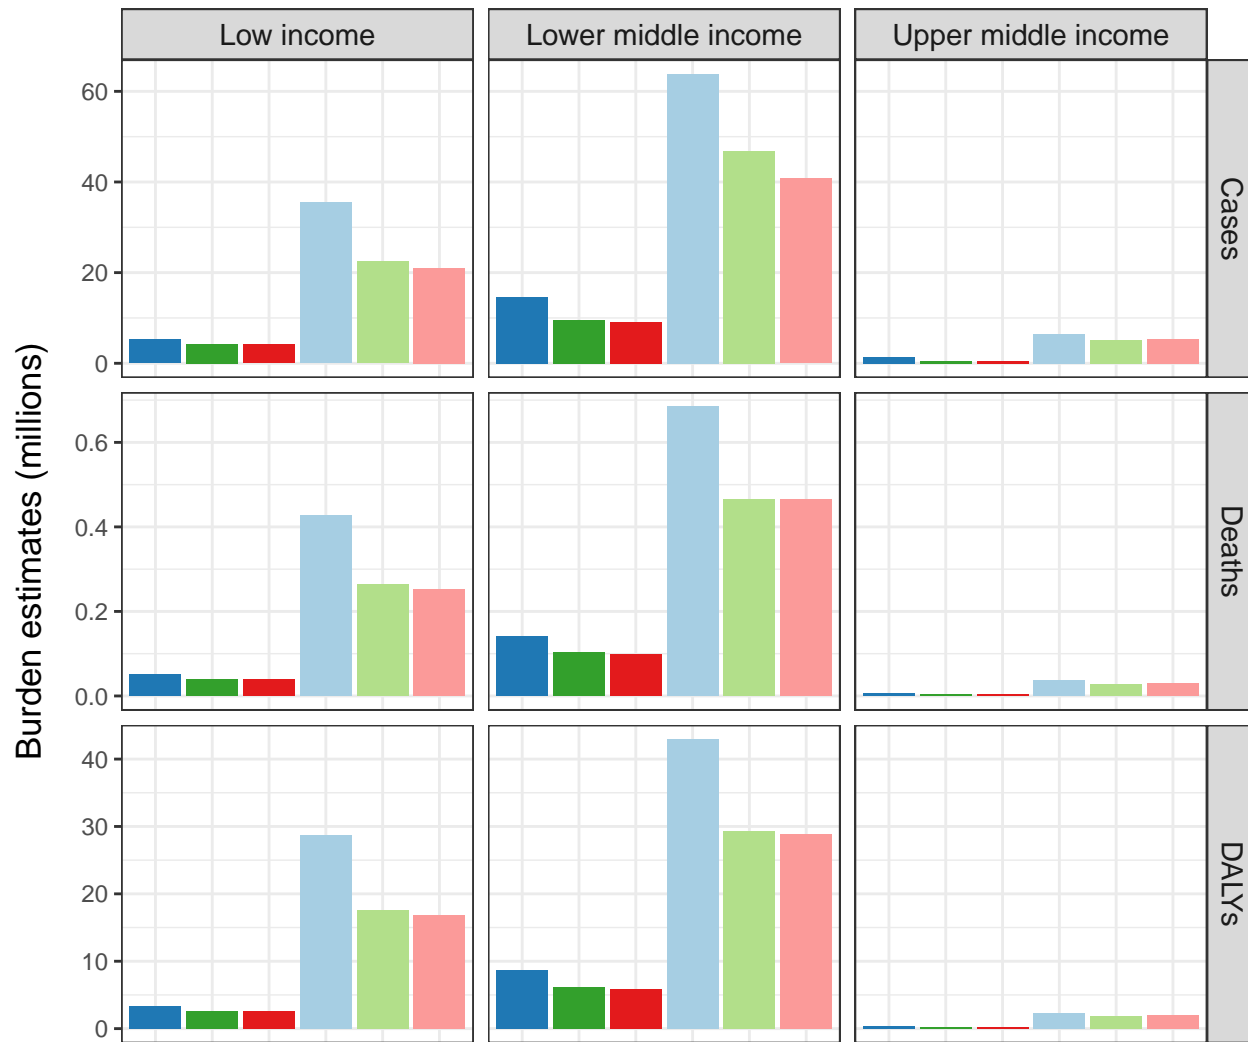 Low income
Lower middle income
Upper middle income
Burden estimates (millions)
60
40
20
0
Cases
0.6
0.4
0.2
0.0
Deaths
40
30
20
10
0
DALYs